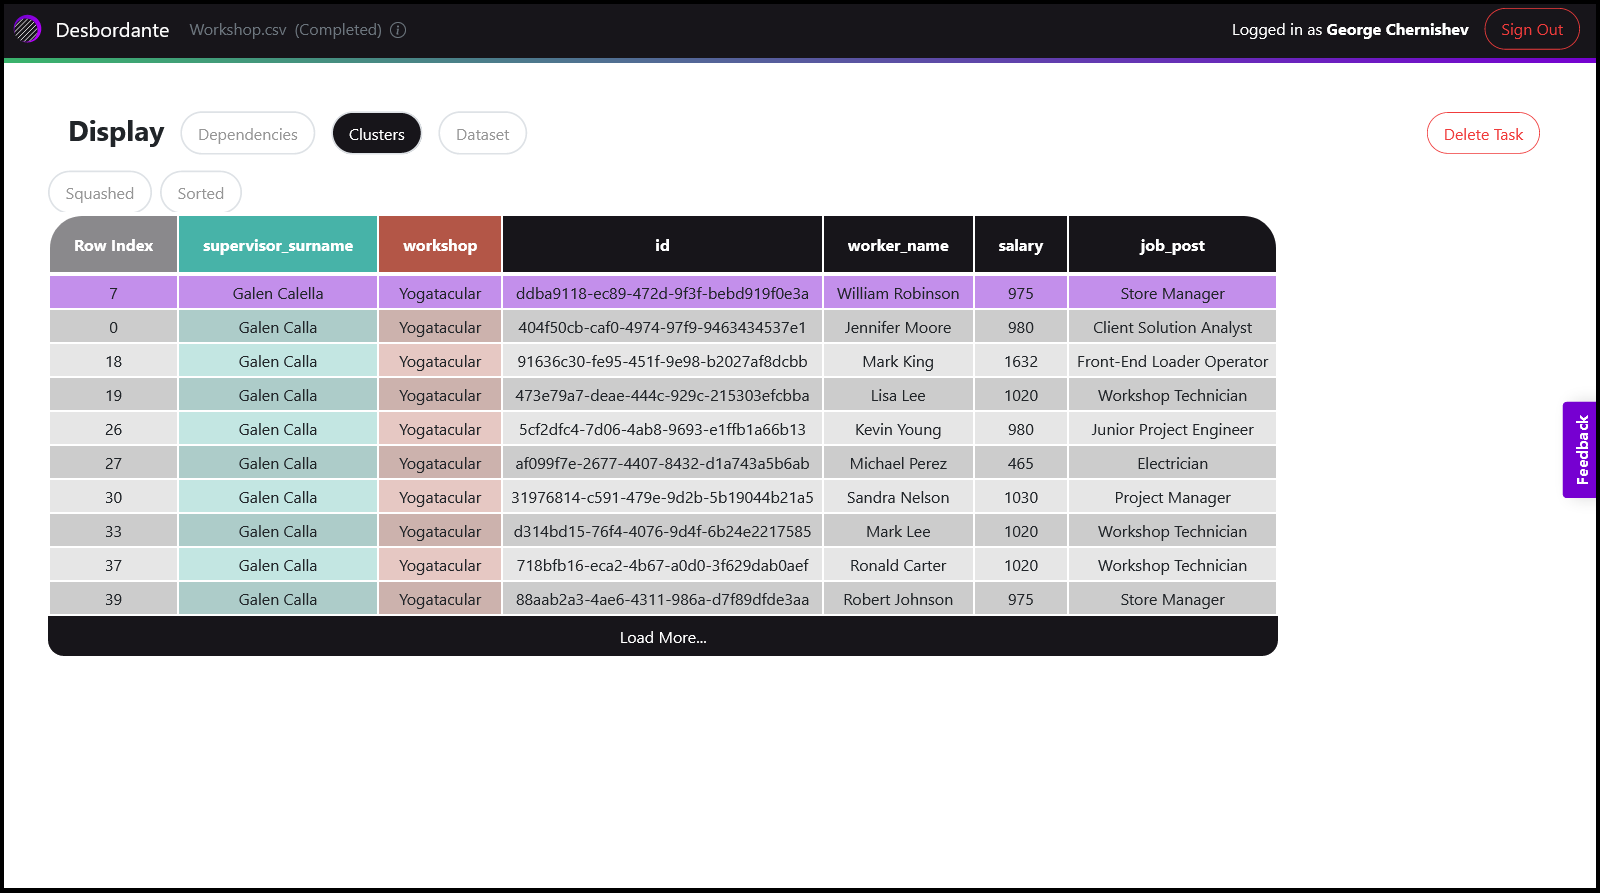 Desbordante Workshop.csv (Completed) Logged in as George Chernishev Sign Out
Display Dependencies Clusters Dataset Delete Task
Squashed Sorted
Row Index supervisor_surname workshop id worker_name salary job_post
7 Galen Calella Yogatacular ddba9118-ec89-472d-9f3f-bebd919f0e3a William Robinson 975 Store Manager
0 Galen Calla Yogatacular 404f50cb-caf0-4974-97f9-9463434537e1 Jennifer Moore 980 Client Solution Analyst
18 Galen Calla Yogatacular 91636c30-fe95-451f-9e98-b2027af8dcbb Mark King 1632 Front-End Loader Operator
19 Galen Calla Yogatacular 473e79a7-deae-444c-929c-215303efcbba Lisa Lee 1020 Workshop Technician
26 Galen Calla Yogatacular 5cf2dfc4-7d06-4ab8-9693-e1ffb1a66b13 Kevin Young 980 Junior Project Engineer
27 Galen Calla Yogatacular af099f7e-2677-4407-8432-d1a743a5b6ab Michael Perez 465 Electrician
30 Galen Calla Yogatacular 31976814-c591-479e-9d2b-5b19044b21a5 Sandra Nelson 1030 Project Manager
33 Galen Calla Yogatacular d314bd15-76f4-4076-9d4f-6b24e2217585 Mark Lee 1020 Workshop Technician
37 Galen Calla Yogatacular 718bfb16-eca2-4b67-a0d0-3f629dab0aef Ronald Carter 1020 Workshop Technician
39 Galen Calla Yogatacular 88aab2a3-4ae6-4311-986a-d7f89dfde3aa Robert Johnson 975 Store Manager
Load More...
Feedback